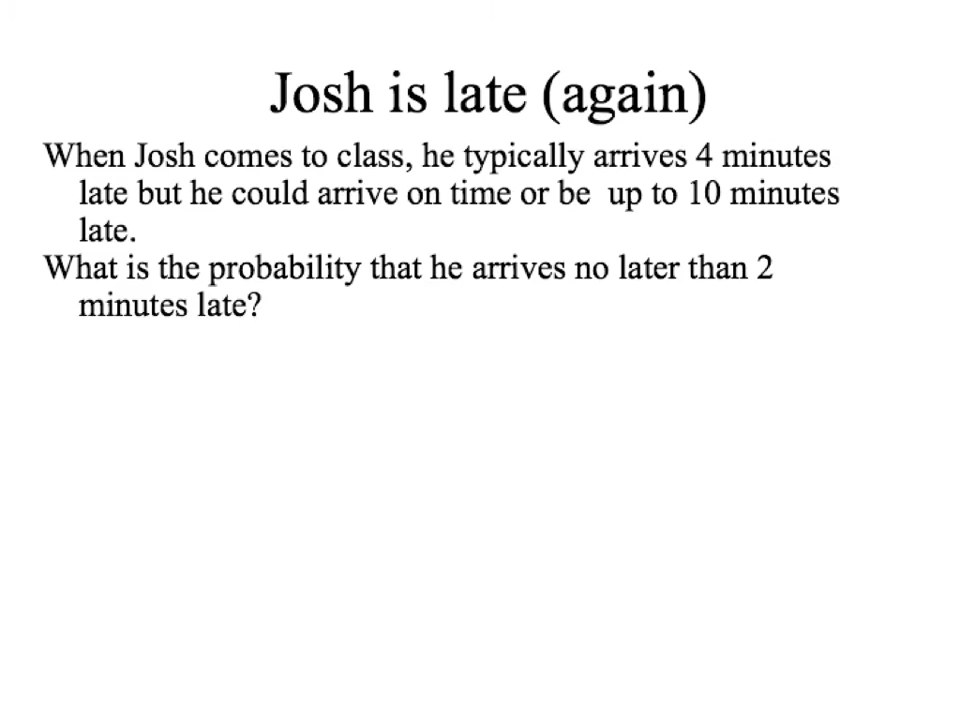 Josh is late (again)
When Josh comes to class, he typically arrives 4 minutes
late but he could arrive on time or be up to 10 minutes
late.
What is the probability that he arrives no later than 2
minutes late?